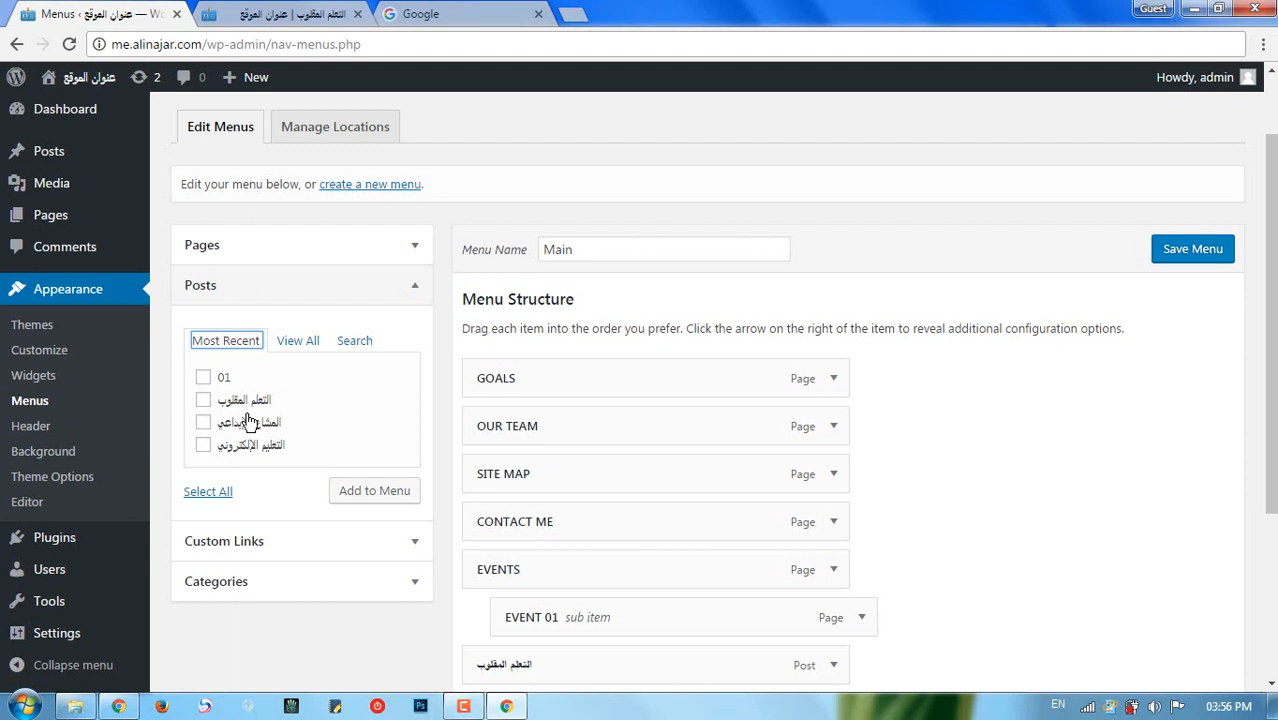 Menus ‹ عنوان الموقع — Wo
التعلم المقلوب | عنوان الموقع
Google
Guest
me.alinajar.com/wp-admin/nav-menus.php
عنوان الموقع
2
0
New
Howdy, admin
Dashboard
Posts
Media
Pages
Comments
Appearance
Themes
Customize
Widgets
Menus
Header
Background
Theme Options
Editor
Plugins
Users
Tools
Settings
Collapse menu
Edit Menus
Manage Locations
Edit your menu below, or create a new menu.
Pages
Posts
Most Recent
View All
Search
01
التعلم المقلوب
التعليم الإلكتروني
Select All
Add to Menu
Custom Links
Categories
Menu Name
Main
Save Menu
Menu Structure
Drag each item into the order you prefer. Click the arrow on the right of the item to reveal additional configuration options.
GOALS Page
OUR TEAM Page
SITE MAP Page
CONTACT ME Page
EVENTS Page
EVENT 01 sub item Page
التعلم المقلوب Post
EN
03:56 PM